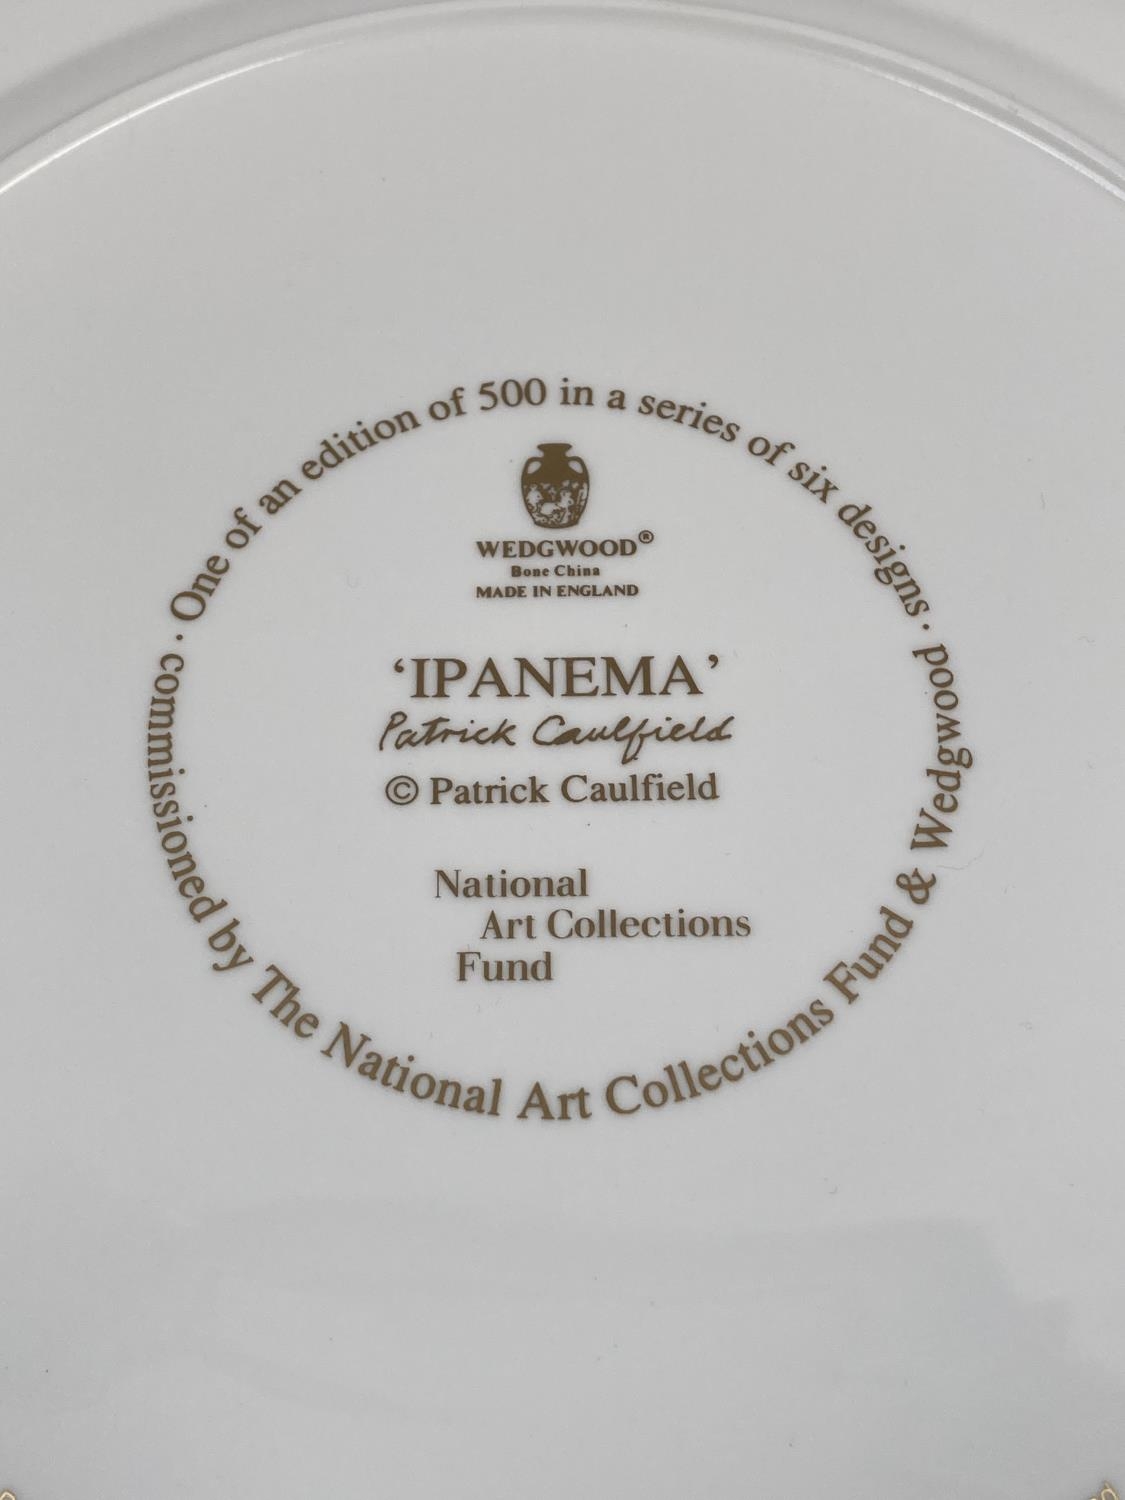 · One of an edition of 500 in a series of six designs ·
commissioned by The National Art Collections Fund & Wedgwood
WEDGWOOD®
Bone China
MADE IN ENGLAND
‘IPANEMA’
Patrick Caulfield
© Patrick Caulfield
National
Art Collections
Fund